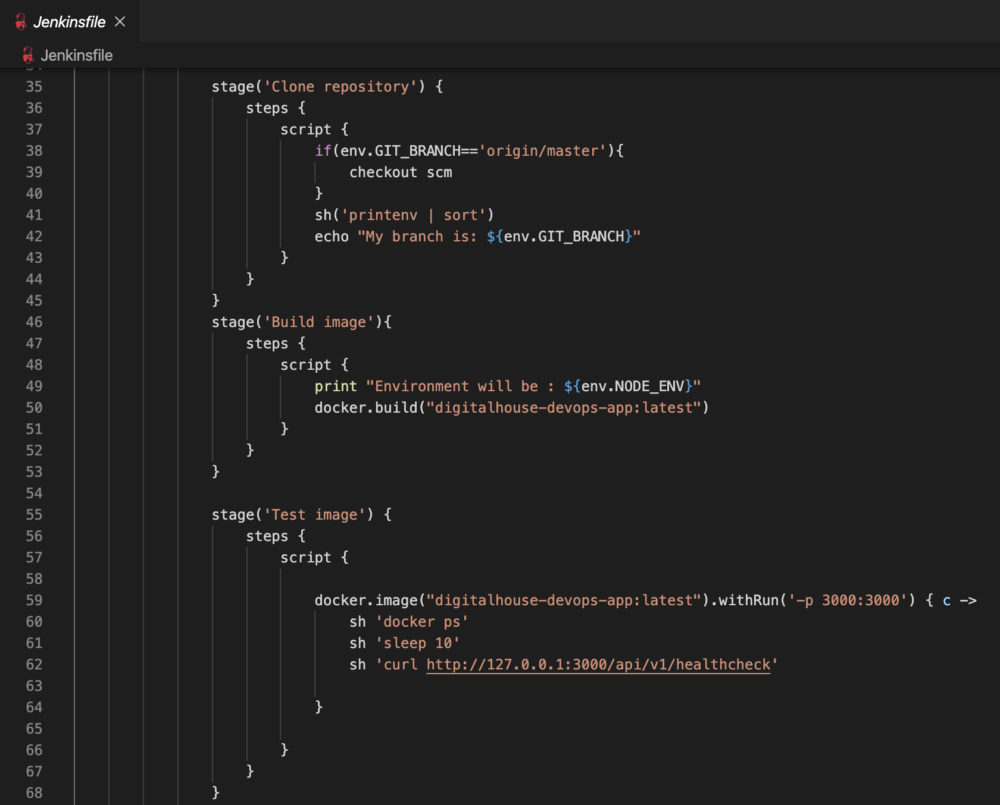 Jenkinsfile
Jenkinsfile
35 stage('Clone repository') {
36 steps {
37 script {
38 if(env.GIT_BRANCH=='origin/master'){
39 checkout scm
40 }
41 sh('printenv | sort')
42 echo "My branch is: ${env.GIT_BRANCH}"
43 }
44 }
45 }
46 stage('Build image'){
47 steps {
48 script {
49 print "Environment will be : ${env.NODE_ENV}"
50 docker.build("digitalhouse-devops-app:latest")
51 }
52 }
53 }
54
55 stage('Test image') {
56 steps {
57 script {
58
59 docker.image("digitalhouse-devops-app:latest").withRun('-p 3000:3000') { c ->
60 sh 'docker ps'
61 sh 'sleep 10'
62 sh 'curl http://127.0.0.1:3000/api/v1/healthcheck'
63
64 }
65
66 }
67 }
68 }